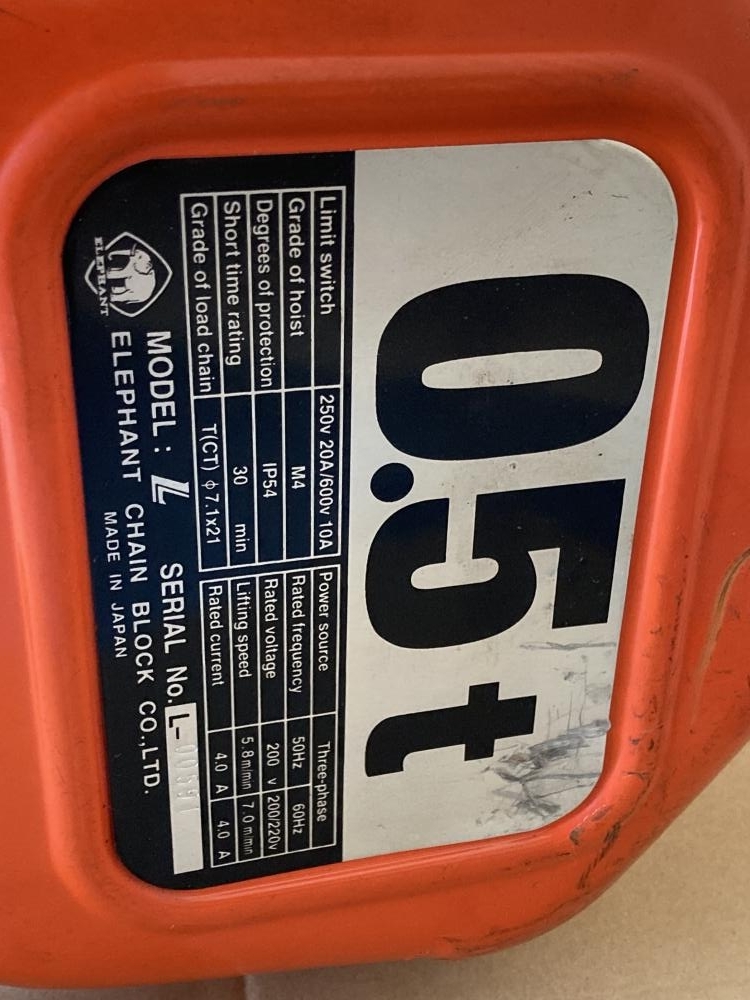 0.5 t
Limit switch 250v 20A/600v 10A
Grade of hoist M4
Degrees of protection IP54
Short time rating 30 min
Grade of load chain T(CT) ϕ7.1x21
Power source Three-phase
Rated frequency 50Hz 60Hz
Rated voltage 200 v 200/220v
Lifting speed 5.8m/min 7.0m/min
Rated current 4.0 A 4.0 A
ELEPHANT
MODEL : L SERIAL No. L-
ELEPHANT CHAIN BLOCK CO.,LTD.
MADE IN JAPAN